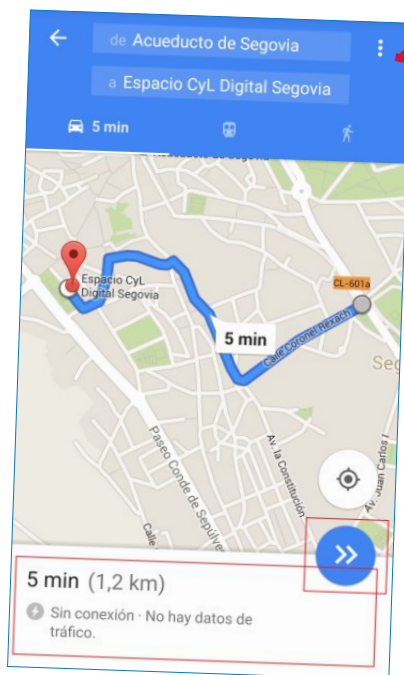 de Acueducto de Segovia
a Espacio CyL Digital Segovia
5 min
Espacio CyL
Digital Segovia
CL-601a
5 min
Calle Coronel Rexach
Seg
Av. la Constitución
Av. Juan Carlos I
Paseo Conde de Sepúlve
Calle
5 min (1,2 km)
Sin conexión · No hay datos de
tráfico.